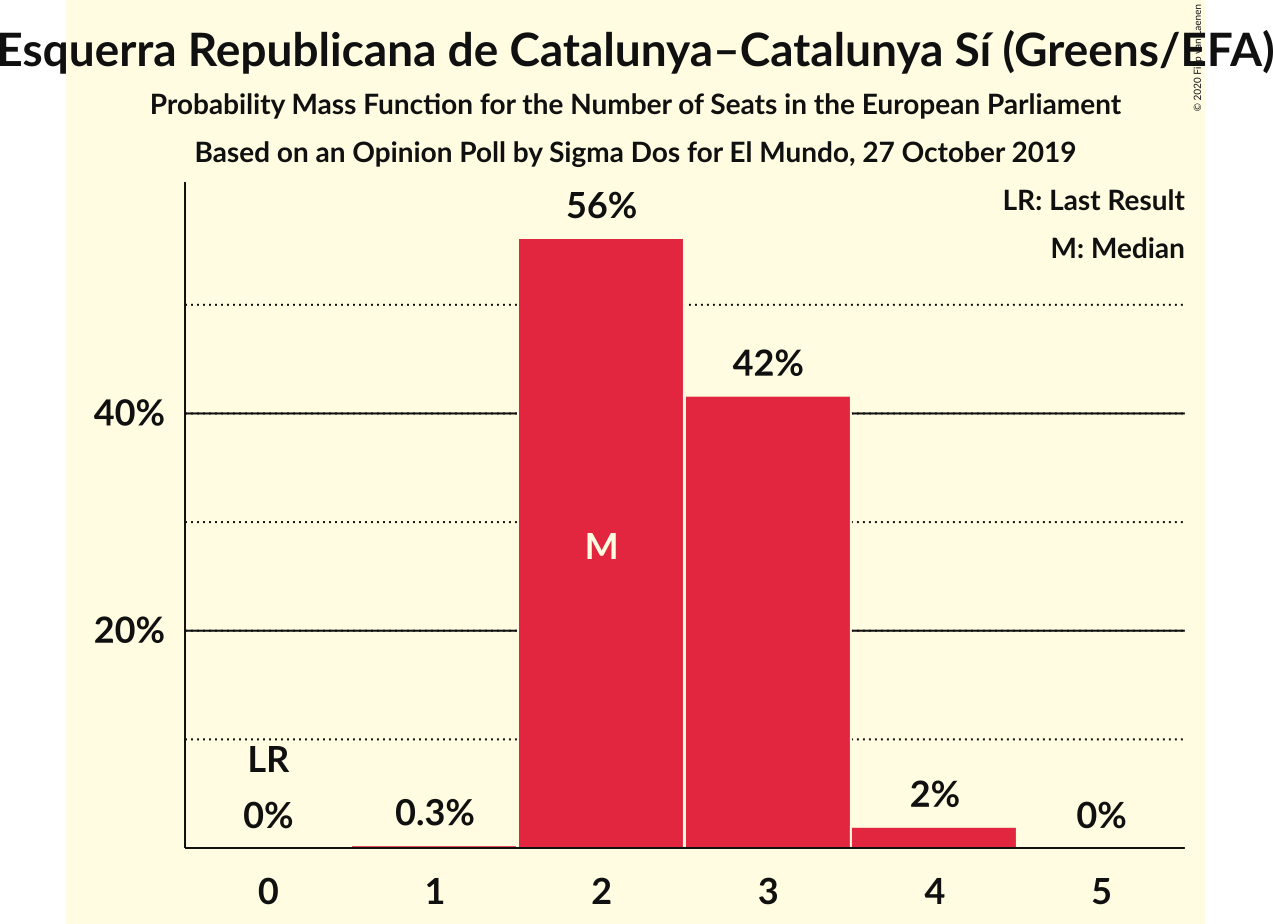 Esquerra Republicana de Catalunya–Catalunya Sí (Greens/EFA)
Probability Mass Function for the Number of Seats in the European Parliament
Based on an Opinion Poll by Sigma Dos for El Mundo, 27 October 2019
LR: Last Result
M: Median
56%
42%
40%
M
20%
LR
0%
0.3%
2%
0%
0 1 2 3 4 5
© 2020